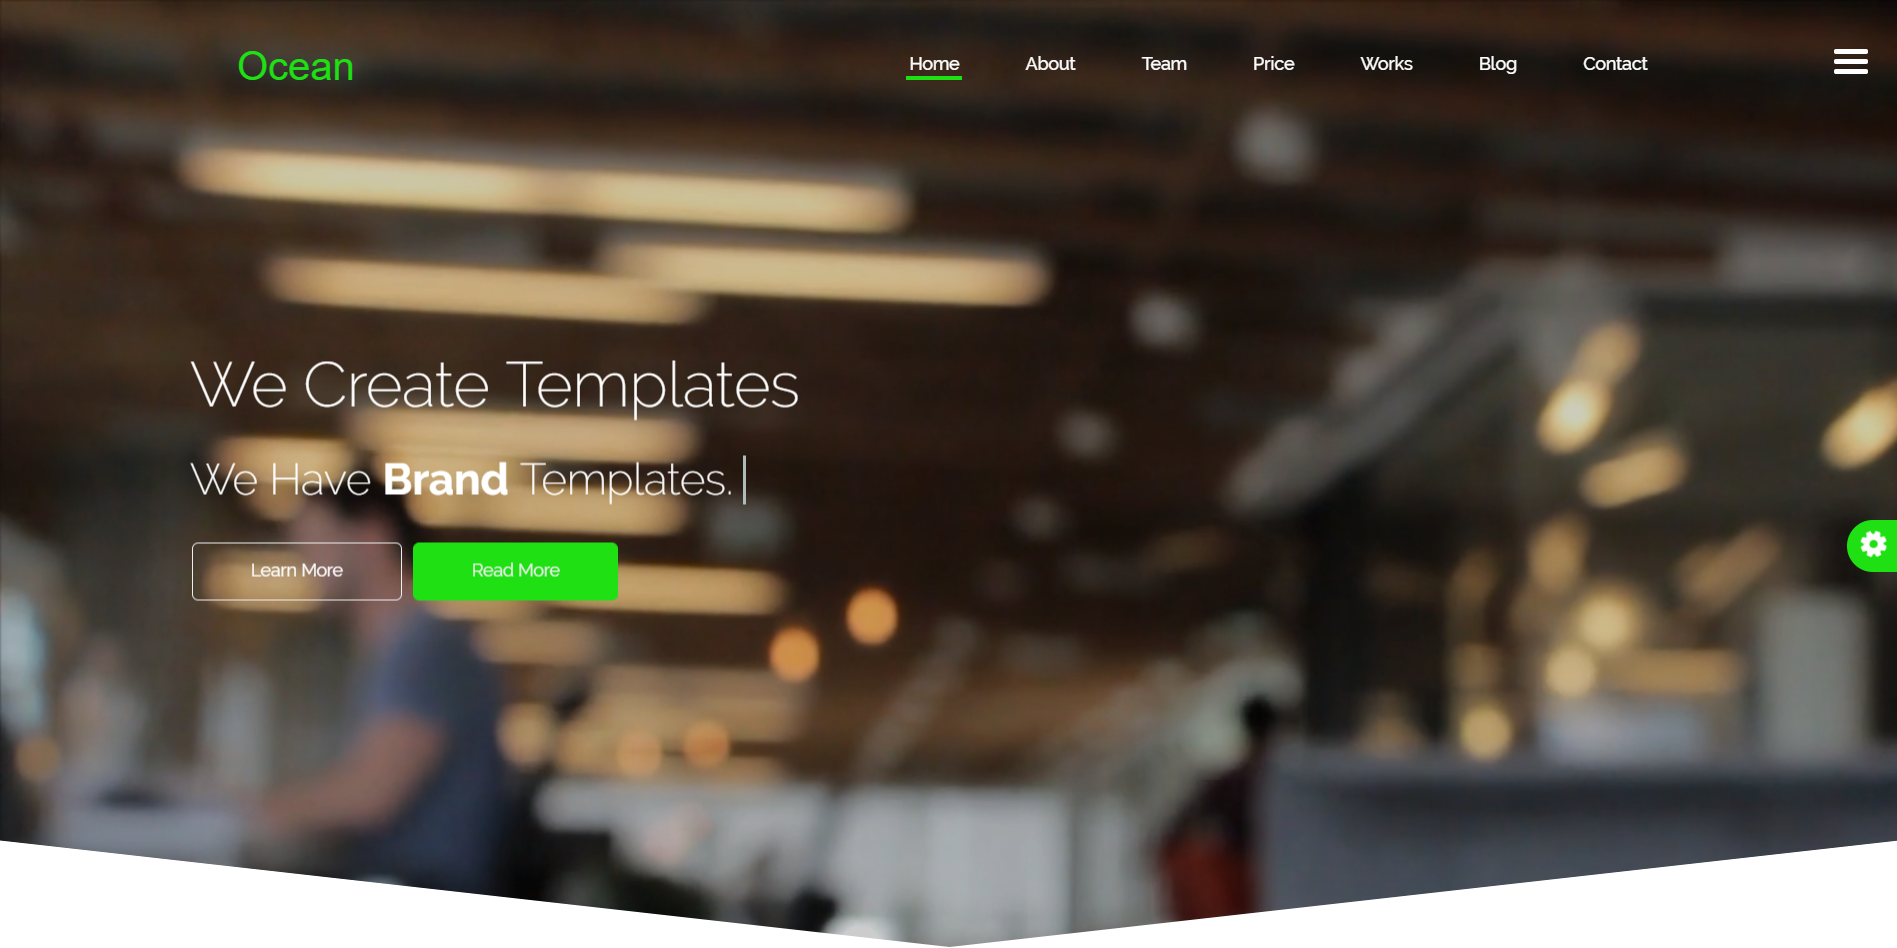 Ocean
Home About Team Price Works Blog Contact
We Create Templates
We Have Brand Templates.
Learn More Read More